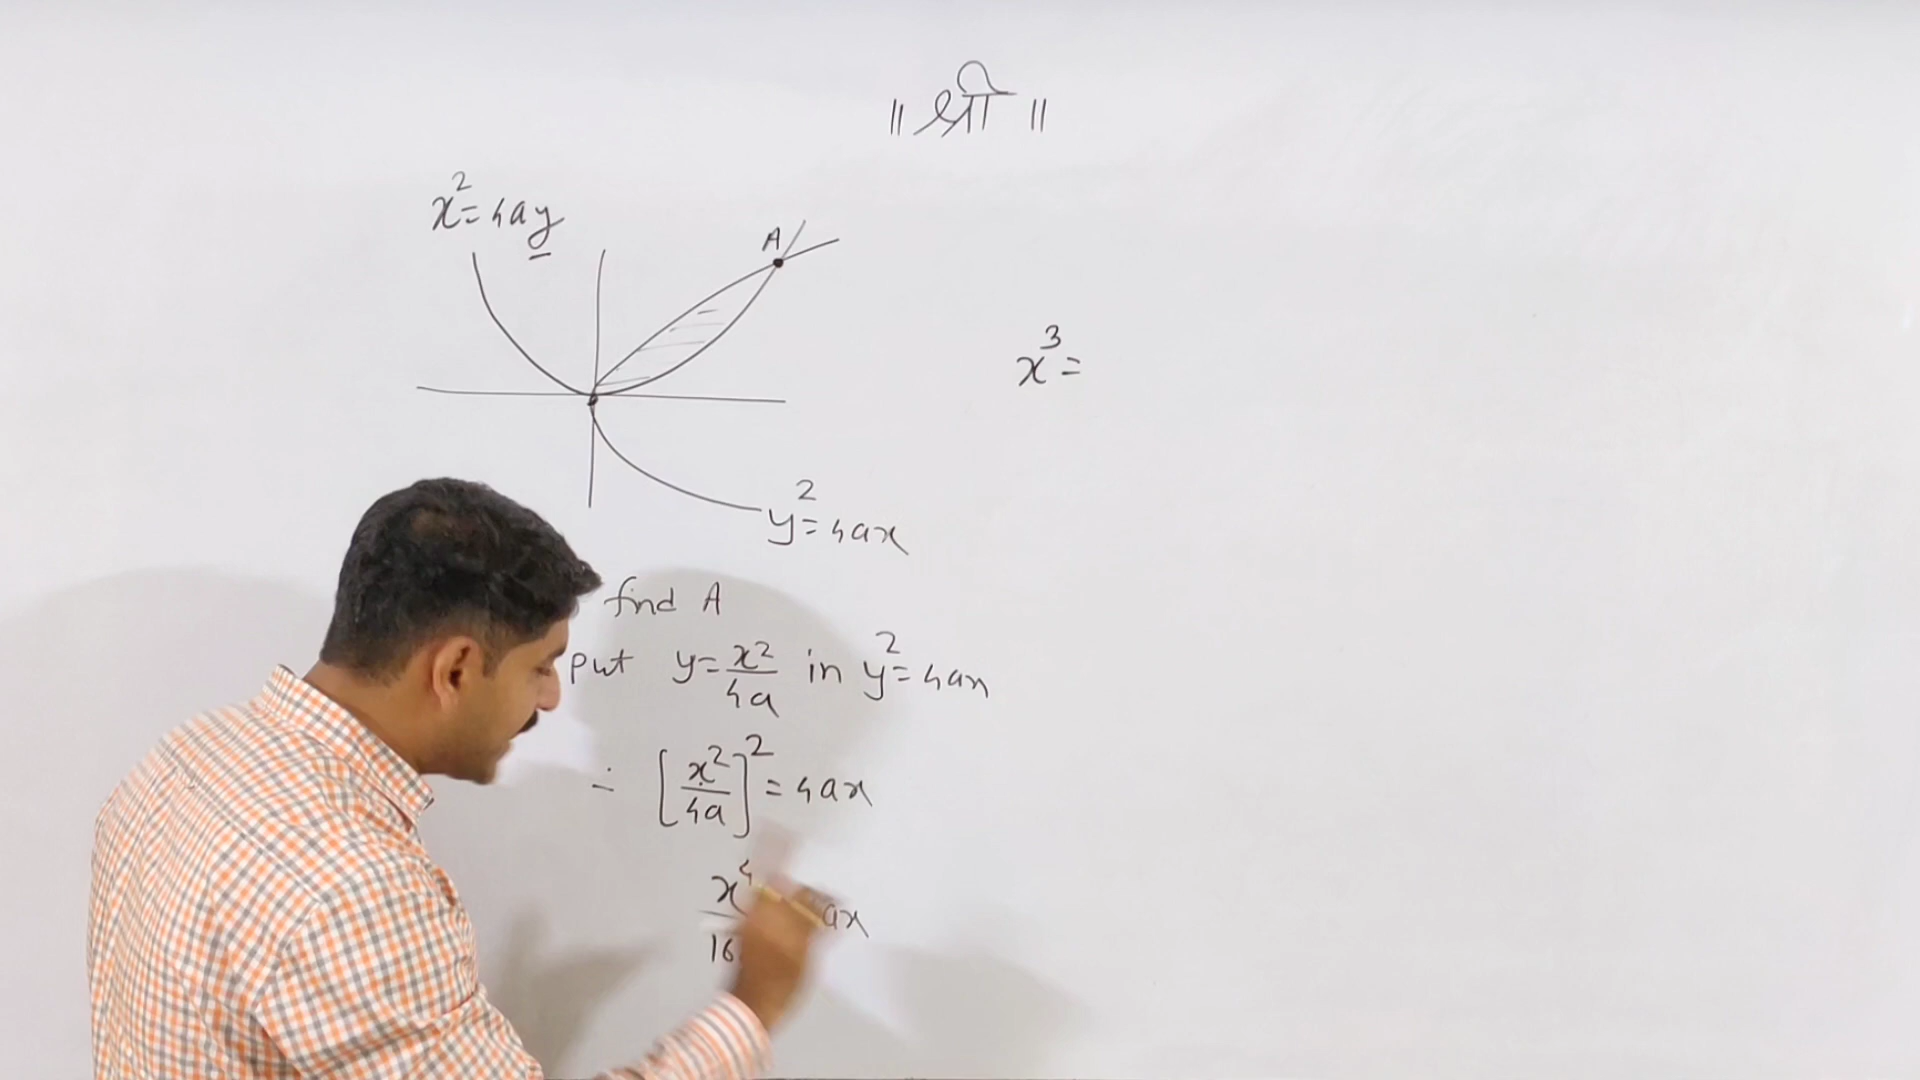 ॥ श्री ॥
x²=4ay
A
x³=
y²=4ax
find A
put y=x²/4a in y²=4ax
∴ [x²/4a]²=4ax
x⁴/16 ax